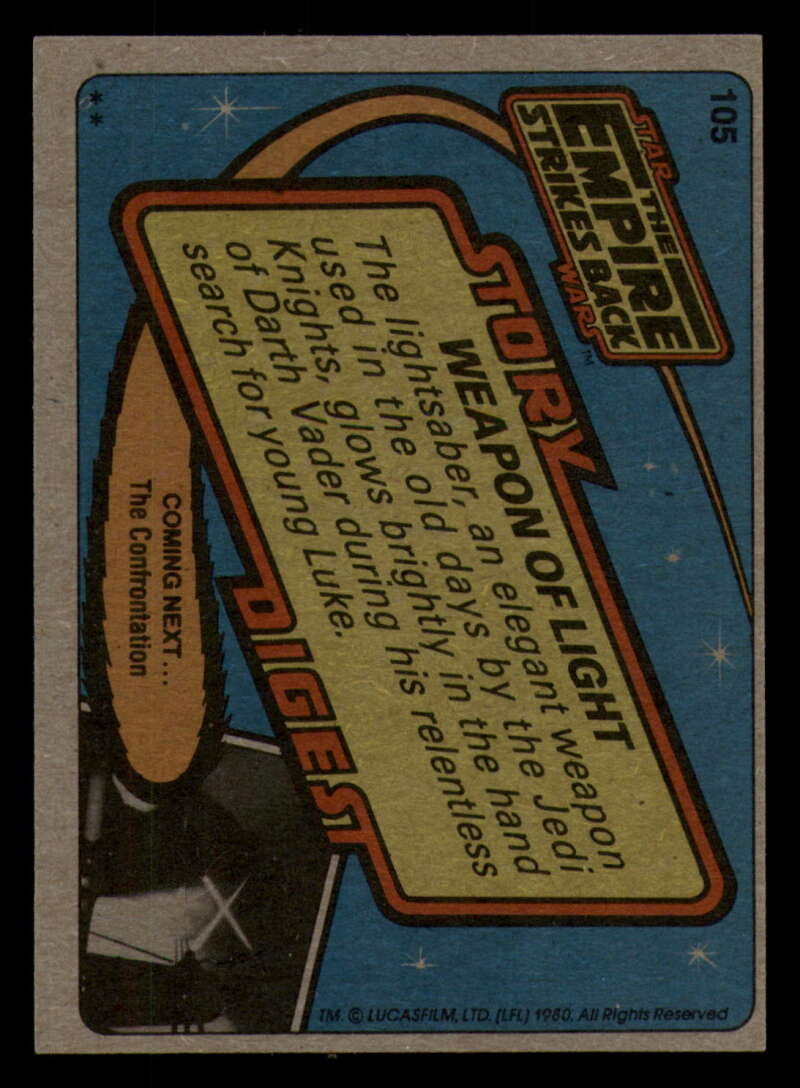 105
STAR
THE
EMPIRE
STRIKES BACK
WARS™
STORY
WEAPON OF LIGHT
The lightsaber, an elegant weapon
used in the old days by the Jedi
Knights, glows brightly in the hand
of Darth Vader during his relentless
search for young Luke.
DIGEST
COMING NEXT...
The Confrontation
**
TM. © LUCASFILM, LTD. (LFL) 1980. All Rights Reserved